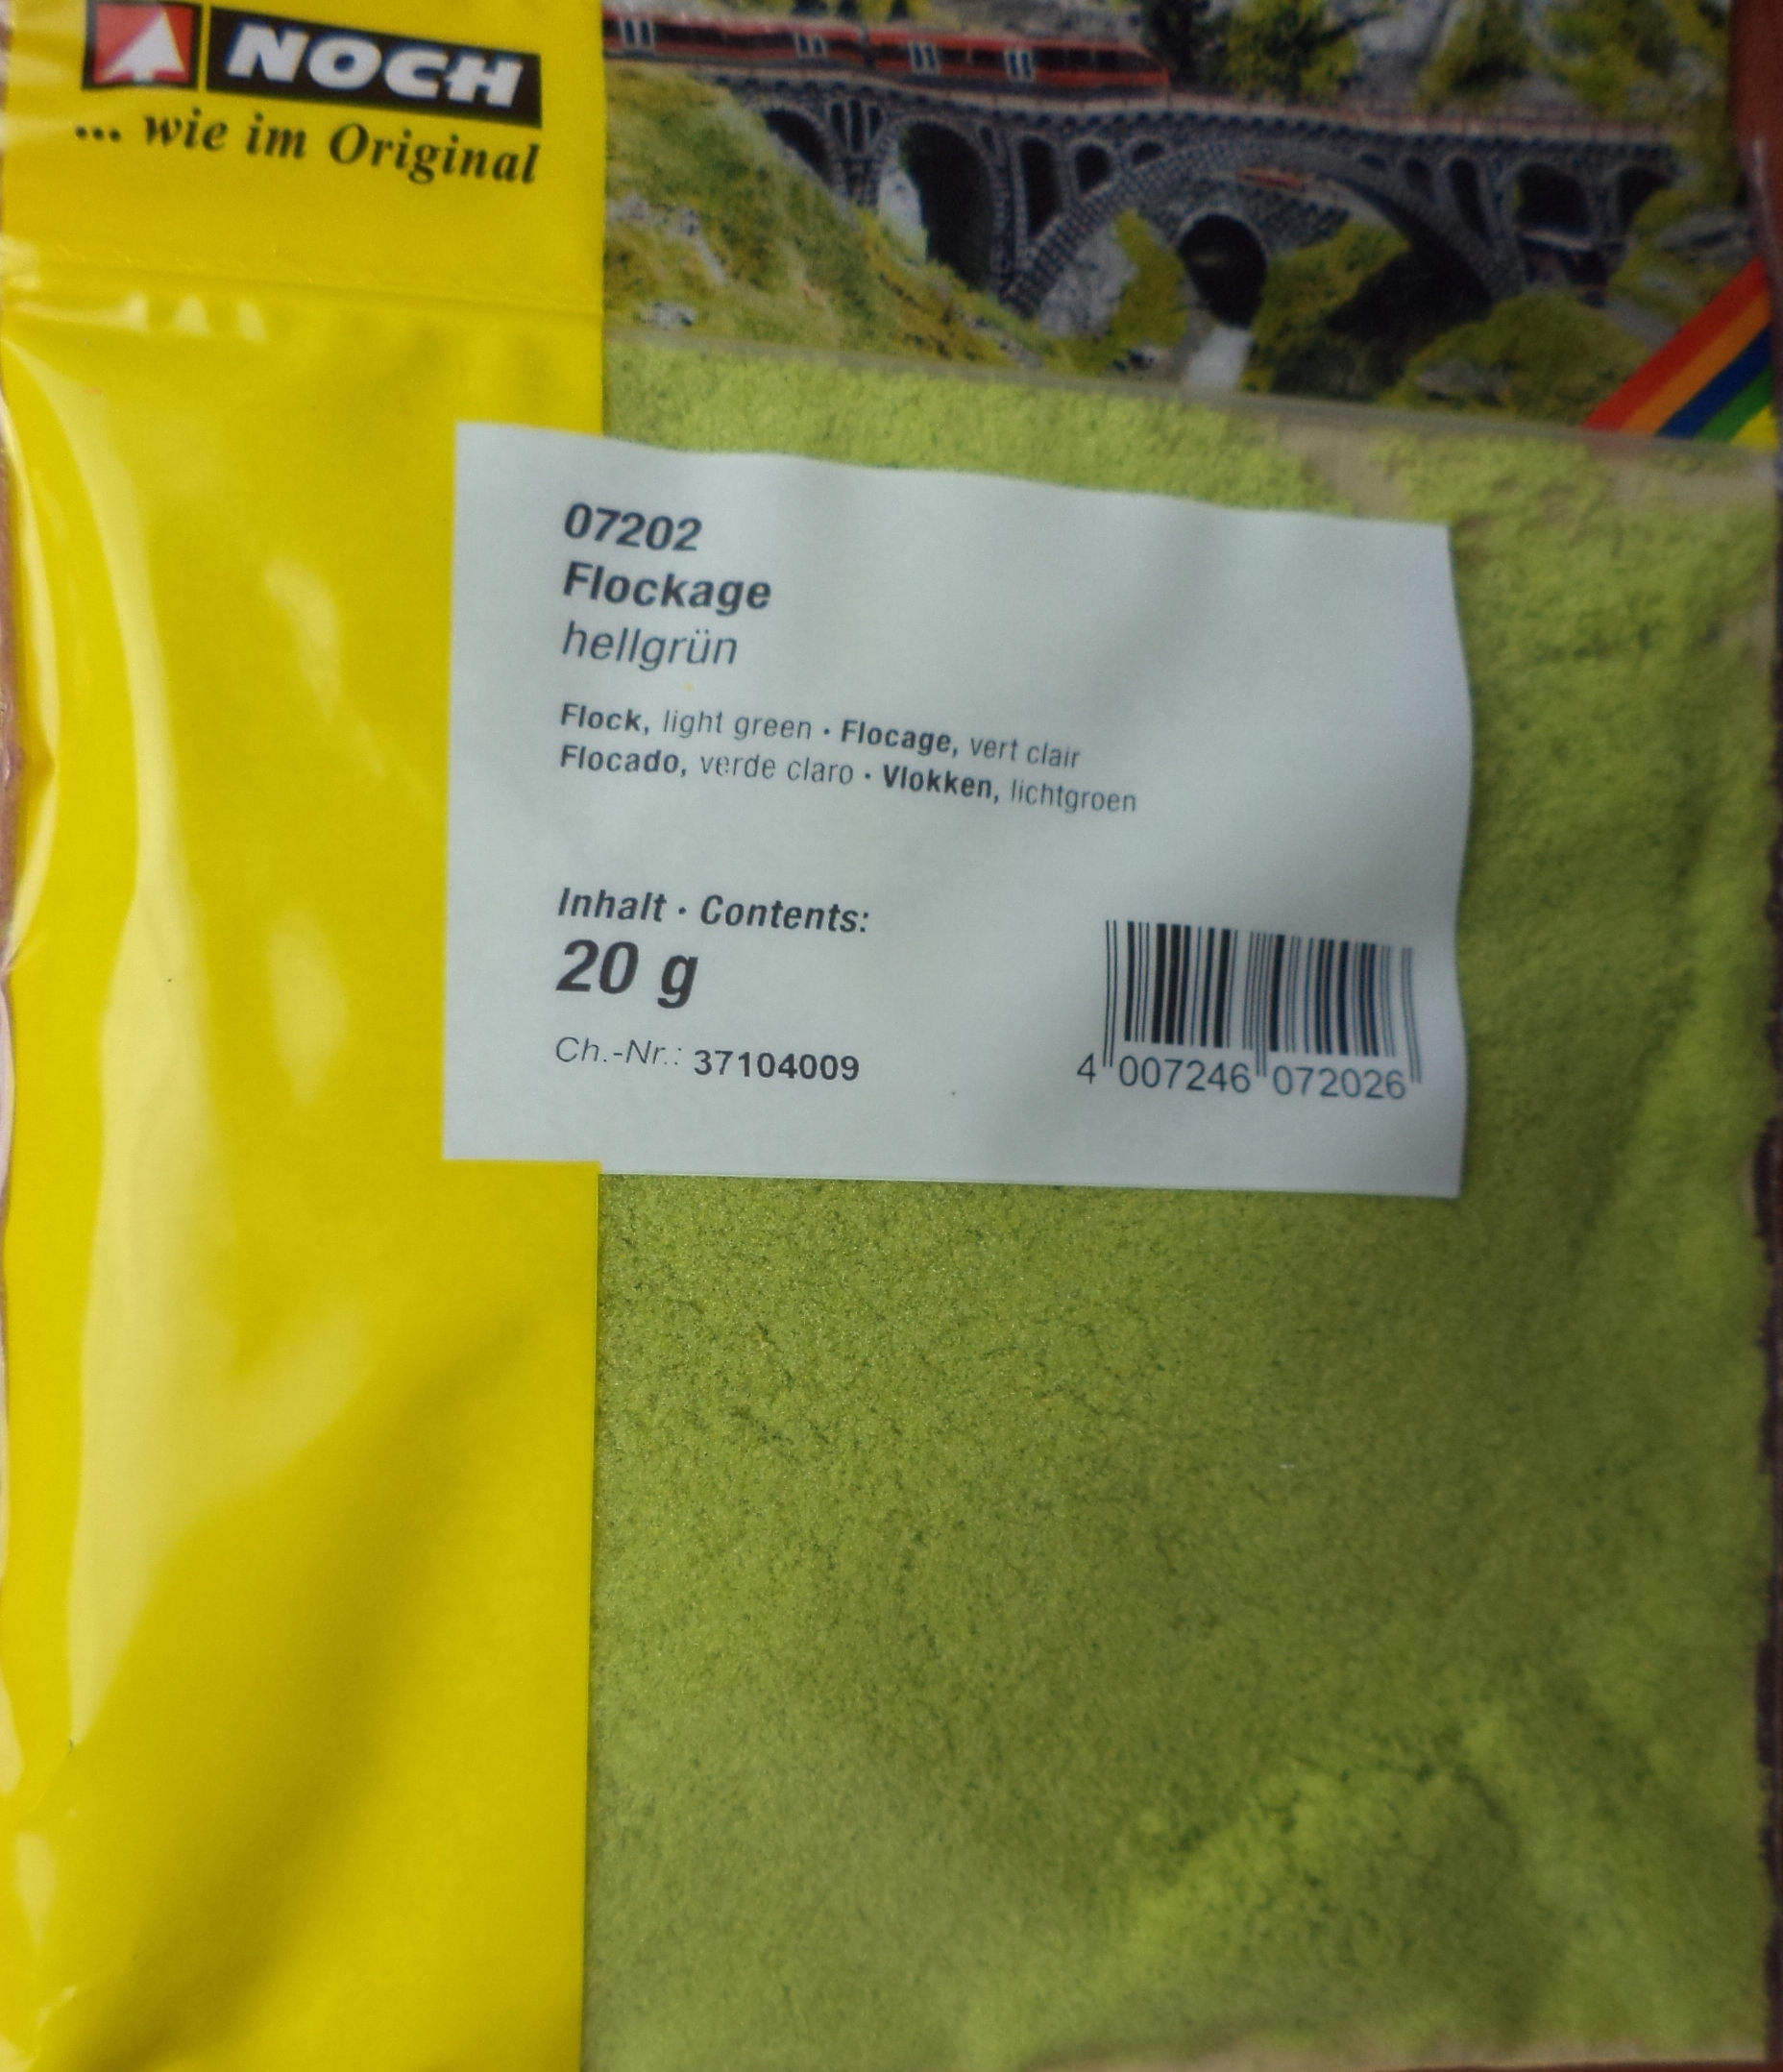 NOCH
... wie im Original
07202
Flockage
hellgrün
Flock, light green · Flocage, vert clair
Flocado, verde claro · Vlokken, lichtgroen
Inhalt · Contents:
20 g
Ch.-Nr.: 37104009
4 007246 072026